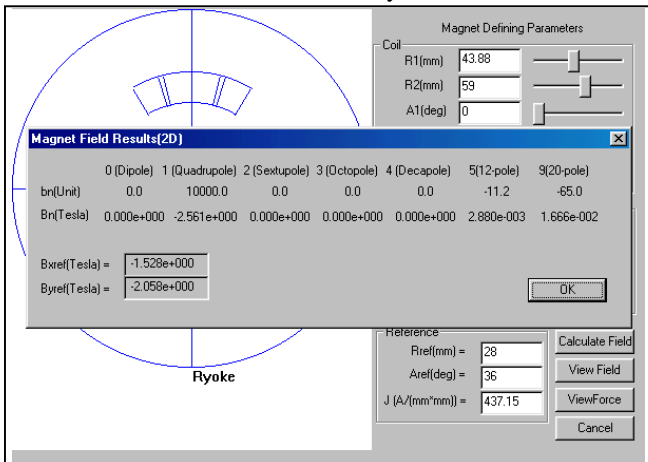 Magnet Defining Parameters
Coil
R1(mm) 43.88
R2(mm) 59
A1(deg) 0
Magnet Field Results(2D)
0 (Dipole) 1 (Quadrupole) 2 (Sextupole) 3 (Octopole) 4 (Decapole) 5(12-pole) 9(20-pole)
bn(Unit) 0.0 10000.0 0.0 0.0 0.0 -11.2 -65.0
Bn(Tesla) 0.000e+000 -2.561e+000 0.000e+000 0.000e+000 0.000e+000 2.880e-003 1.666e-002
Bxref(Tesla) = -1.528e+000
Byref(Tesla) = -2.058e+000
OK
Reference
Rref(mm) = 28
Aref(deg) = 36
J (A/(mm*mm)) = 437.15
Calculate Field
View Field
ViewForce
Cancel
Ryoke